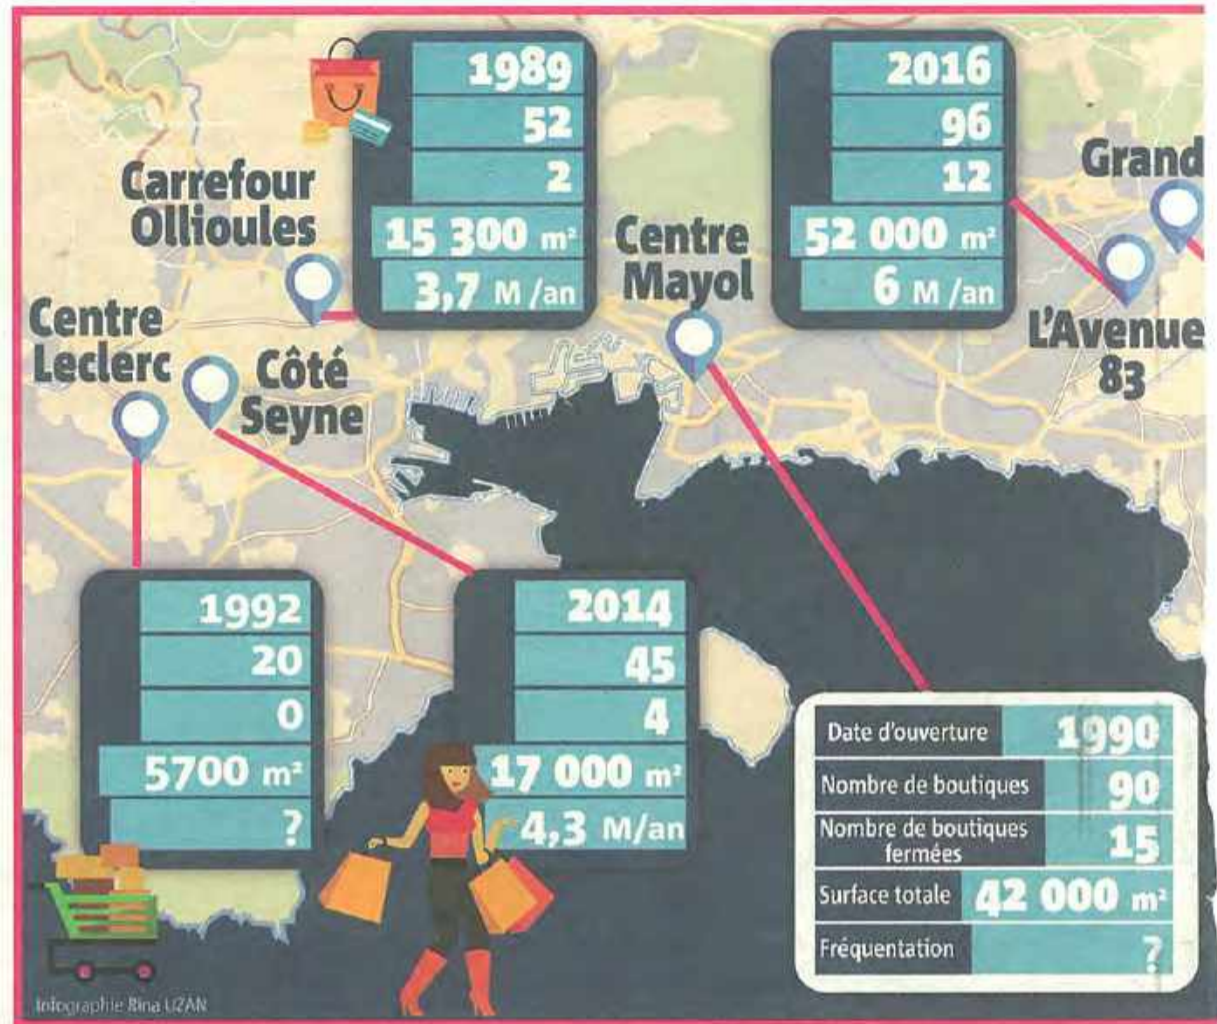 1989
52
2
15 300 m²
3,7 M /an
2016
96
12
52 000 m²
6 M /an
Carrefour
Ollioules
Centre
Mayol
Grand
L'Avenue
83
Centre
Leclerc
Côté
Seyne
1992
20
0
5700 m²
?
2014
45
4
17 000 m²
4,3 M/an
Date d'ouverture 1990
Nombre de boutiques 90
Nombre de boutiques
fermées 15
Surface totale 42 000 m²
Fréquentation ?
Infographie Rina UZAN